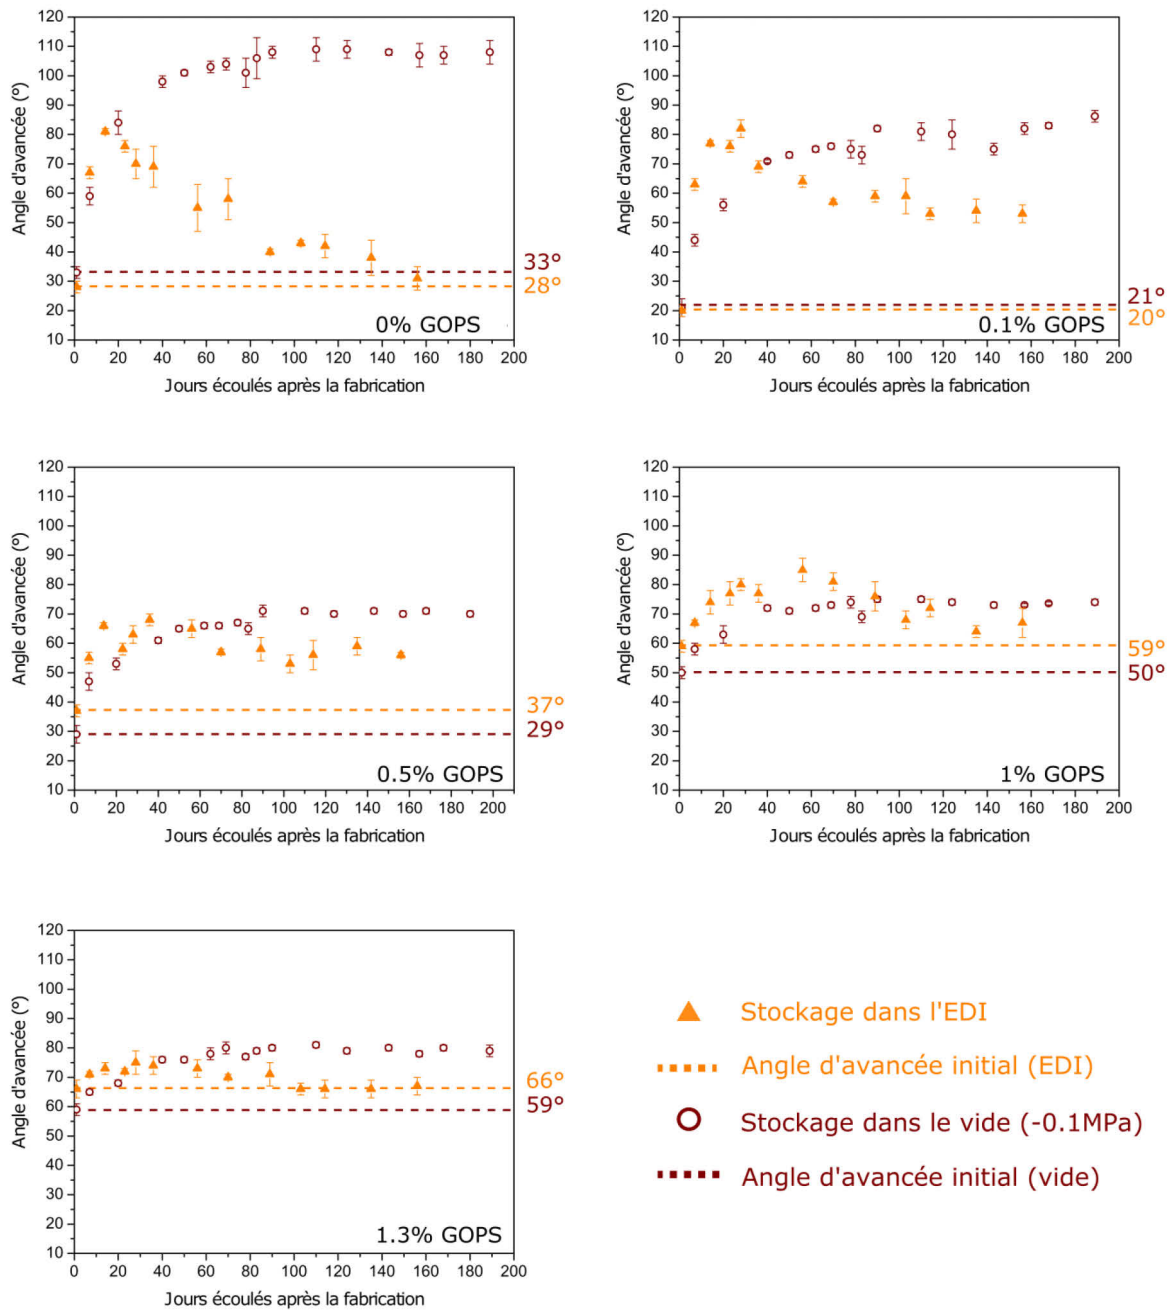 120
110
100
90
80
70
60
50
40
30
20
10
Angle d'avancée (°)
33°
28°
0% GOPS
0 20 40 60 80 100 120 140 160 180 200
Jours écoulés après la fabrication
120
110
100
90
80
70
60
50
40
30
20
10
Angle d'avancée (°)
21°
20°
0.1% GOPS
0 20 40 60 80 100 120 140 160 180 200
Jours écoulés après la fabrication
120
110
100
90
80
70
60
50
40
30
20
10
Angle d'avancée (°)
37°
29°
0.5% GOPS
0 20 40 60 80 100 120 140 160 180 200
Jours écoulés après la fabrication
120
110
100
90
80
70
60
50
40
30
20
10
Angle d'avancée (°)
59°
50°
1% GOPS
0 20 40 60 80 100 120 140 160 180 200
Jours écoulés après la fabrication
120
110
100
90
80
70
60
50
40
30
20
10
Angle d'avancée (°)
66°
59°
1.3% GOPS
0 20 40 60 80 100 120 140 160 180 200
Jours écoulés après la fabrication
Stockage dans l'EDI
Angle d'avancée initial (EDI)
Stockage dans le vide (-0.1MPa)
Angle d'avancée initial (vide)